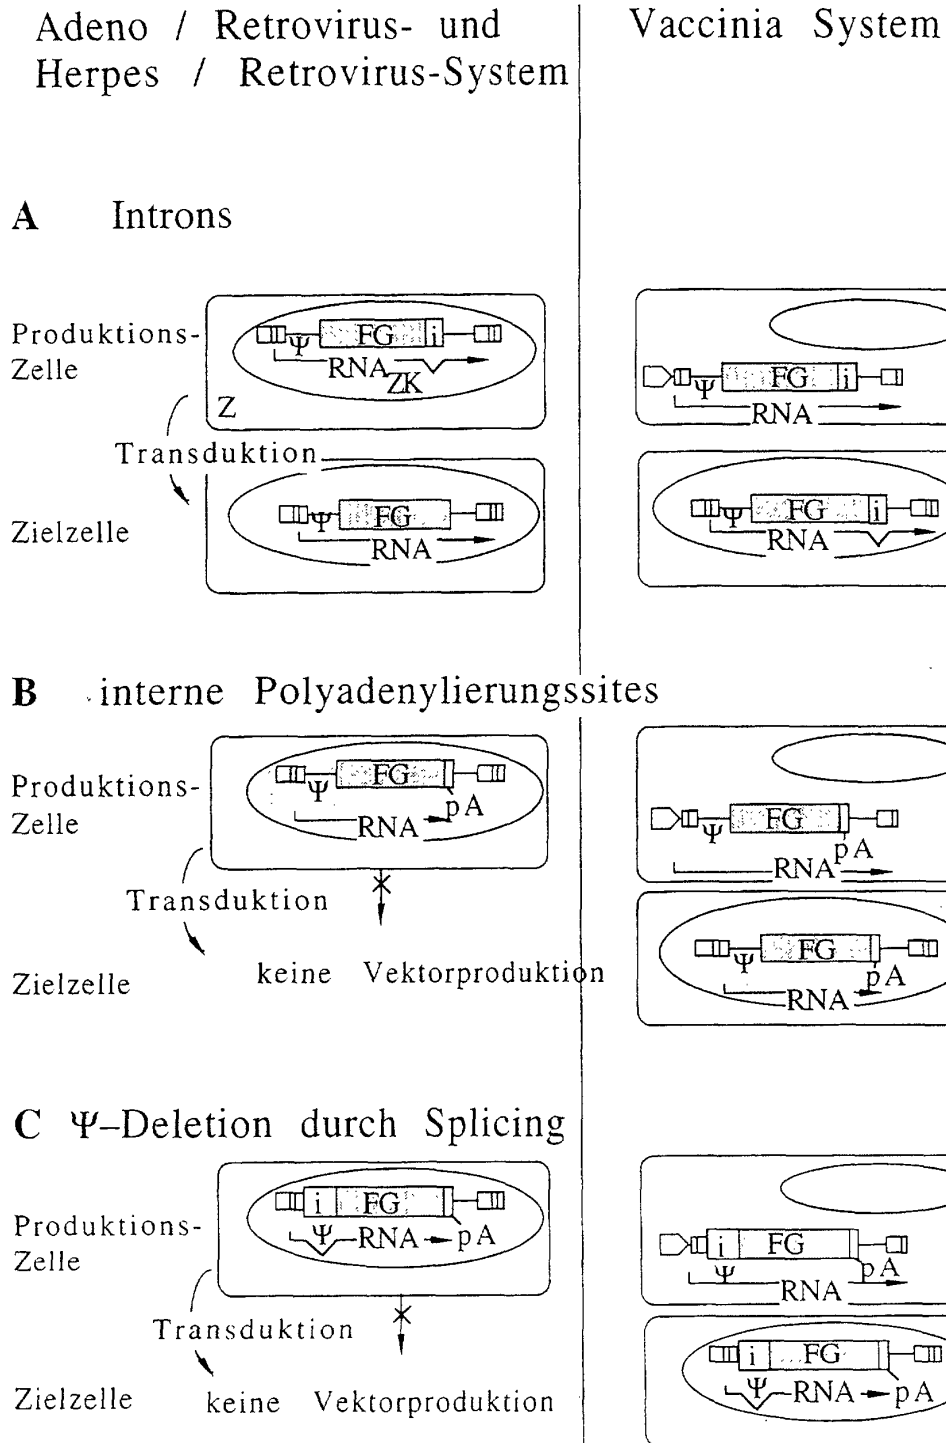 Adeno / Retrovirus- und
Herpes / Retrovirus-System
Vaccinia System
A Introns
Produktions-
Zelle
Ψ FG i
RNA
ZK
Z
Ψ FG i
RNA
Transduktion
Zielzelle
Ψ FG
RNA
Ψ FG i
RNA
B interne Polyadenylierungssites
Produktions-
Zelle
Ψ FG
pA
RNA
Ψ FG
pA
RNA
Transduktion
Zielzelle
keine Vektorproduktion
Ψ FG
pA
RNA
C Ψ–Deletion durch Splicing
Produktions-
Zelle
i FG
Ψ RNA pA
i FG
Ψ pA
RNA
Transduktion
Zielzelle
keine Vektorproduktion
i FG
Ψ RNA pA